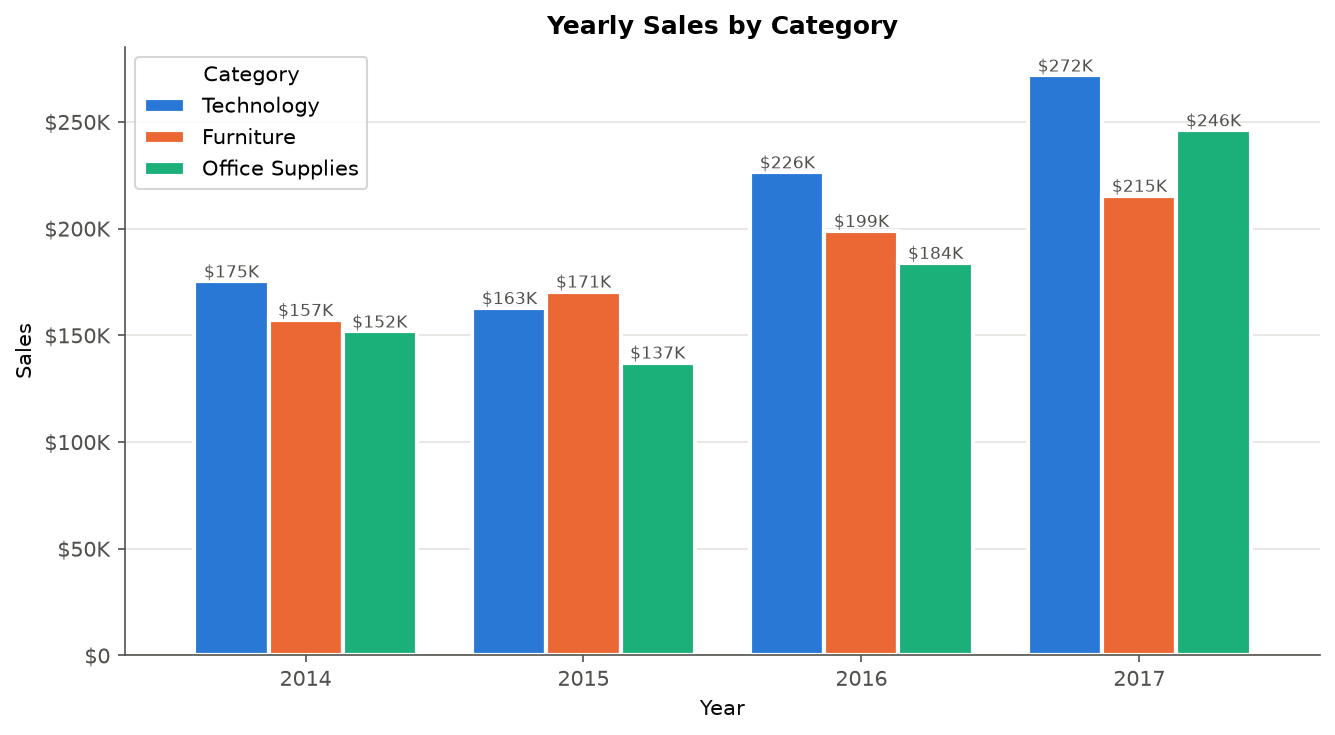 Yearly Sales by Category
Category
Technology
Furniture
Office Supplies
$272K
$250K
$246K
$226K
$215K
$200K
$199K
$184K
$175K
$163K
$171K
$157K
$152K
$150K
$137K
$100K
$50K
$0
Sales
2014 2015 2016 2017
Year